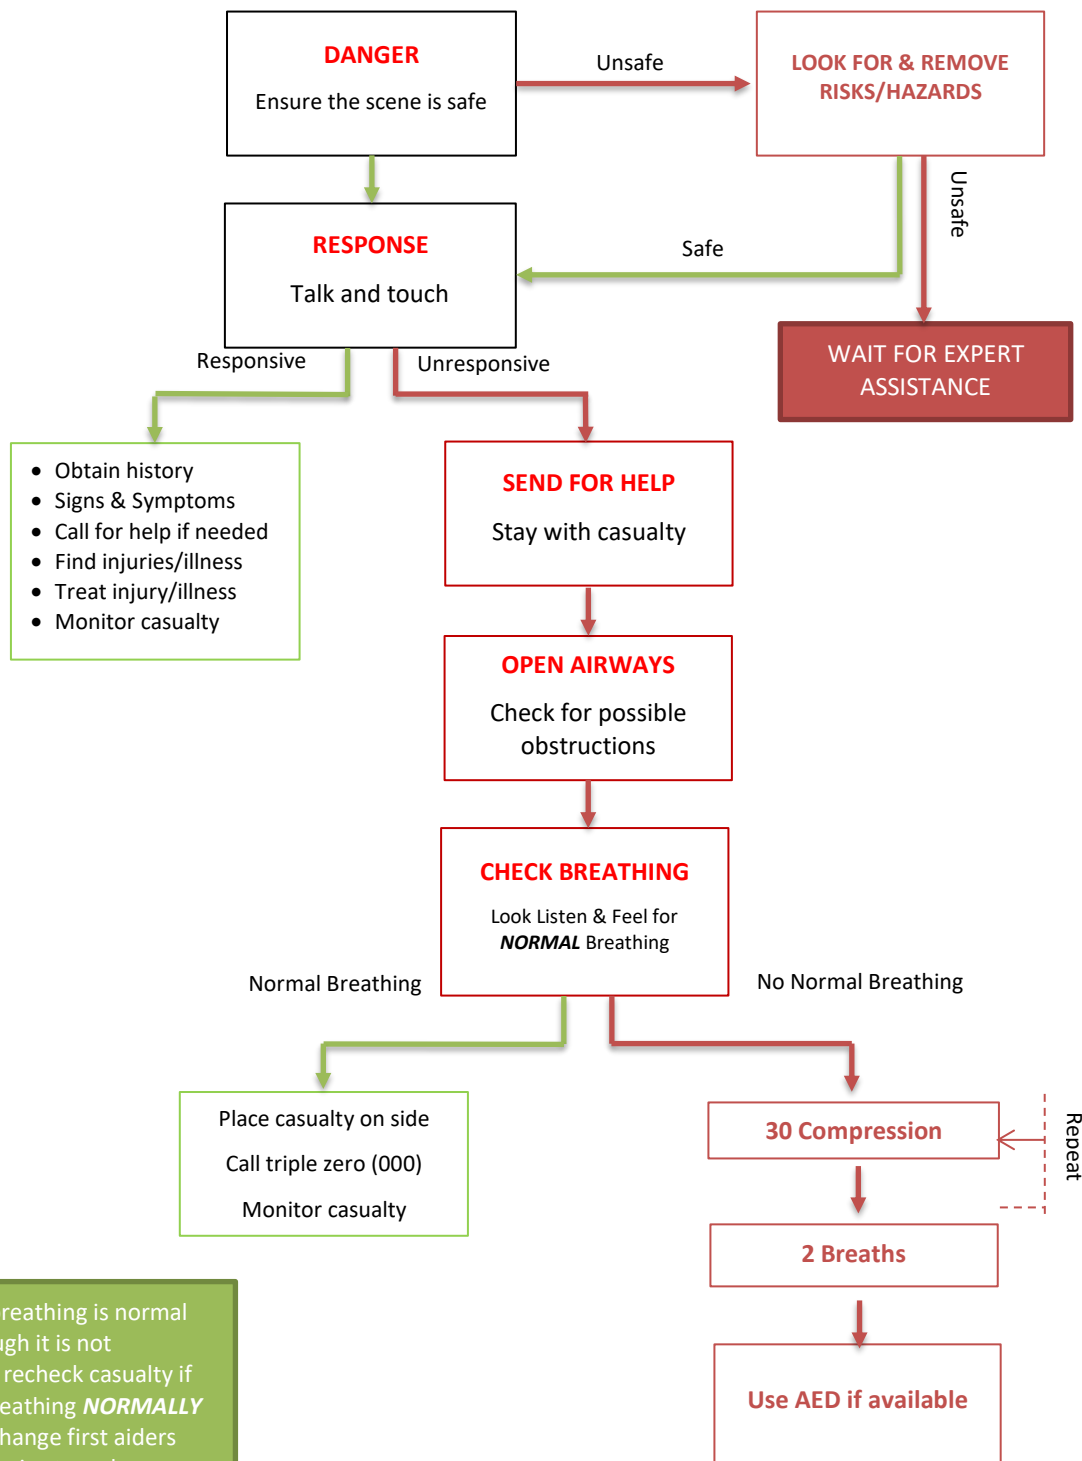 DANGER
Ensure the scene is safe
Unsafe
LOOK FOR & REMOVE
RISKS/HAZARDS
Unsafe
RESPONSE
Talk and touch
Safe
WAIT FOR EXPERT
ASSISTANCE
Responsive
Unresponsive
• Obtain history
• Signs & Symptoms
• Call for help if needed
• Find injuries/illness
• Treat injury/illness
• Monitor casualty
SEND FOR HELP
Stay with casualty
OPEN AIRWAYS
Check for possible
obstructions
CHECK BREATHING
Look Listen & Feel for
NORMAL Breathing
Normal Breathing
No Normal Breathing
Place casualty on side
Call triple zero (000)
Monitor casualty
30 Compression
Repeat
2 Breaths
Use AED if available
breathing is normal
it is not
recheck casualty if
NORMALLY
first aiders